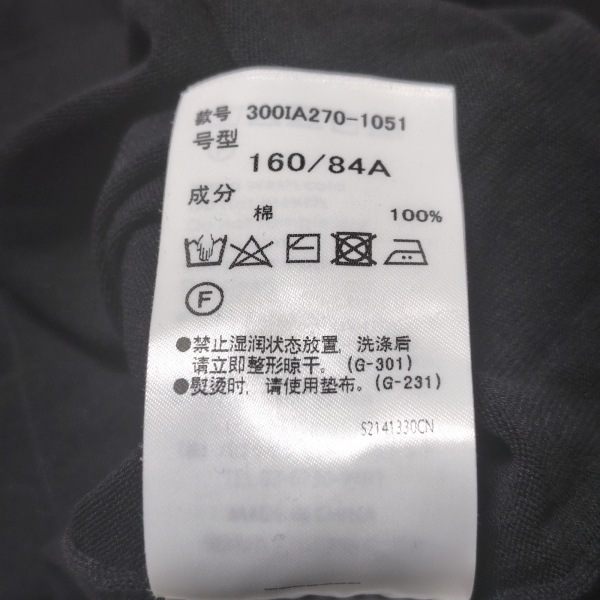 款号 300IA270-1051
号型
160/84A
成分
棉 100%
F
●禁止湿润状态放置，洗涤后
请立即整形晾干。(G-301)
●熨烫时，请使用垫布。(G-231)
S2141330CN